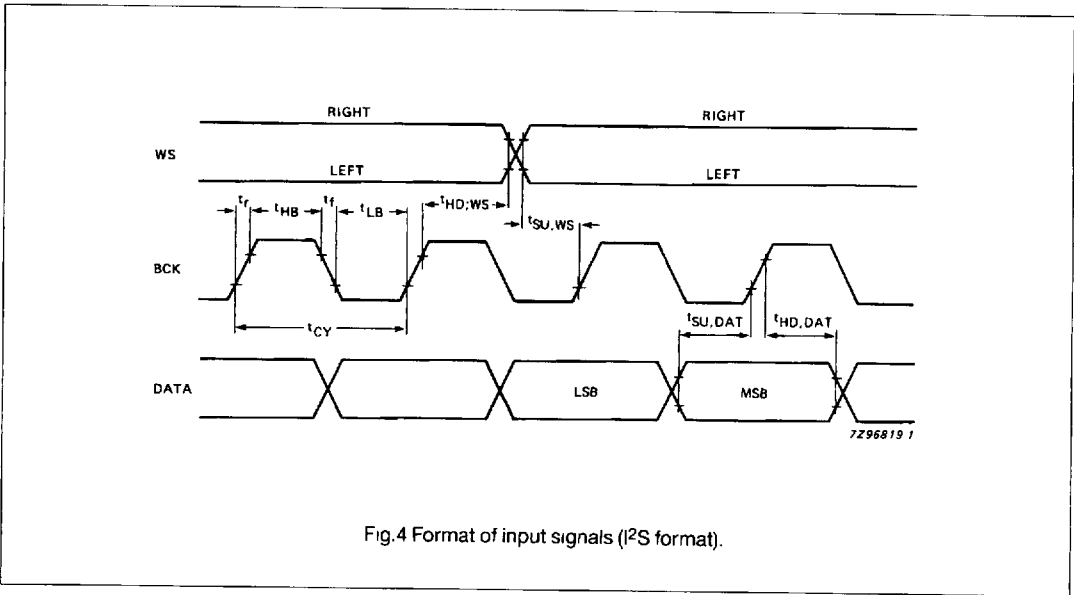 RIGHT RIGHT
WS
LEFT LEFT
tr tHB tf tLB tHD;WS
tSU,WS
BCK
tSU,DAT tHD,DAT
tCY
DATA LSB MSB
7Z96819 1
Fig.4 Format of input signals (I2S format).